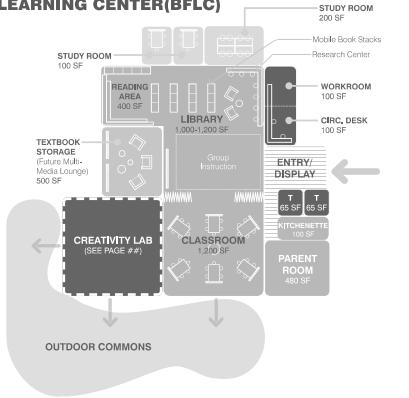 LEARNING CENTER(BFLC)
STUDY ROOM
200 SF
Mobile Book Stacks
Research Center
STUDY ROOM
100 SF
READING
AREA
400 SF
WORKROOM
100 SF
LIBRARY
1,000-1,200 SF
CIRC. DESK
100 SF
TEXTBOOK
STORAGE
(Future Multi-
Media Lounge)
500 SF
Group
Instruction
ENTRY/
DISPLAY
T
65 SF
T
65 SF
KITCHENETTE
100 SF
CREATIVITY LAB
(SEE PAGE ##)
CLASSROOM
1,200 SF
PARENT
ROOM
480 SF
OUTDOOR COMMONS